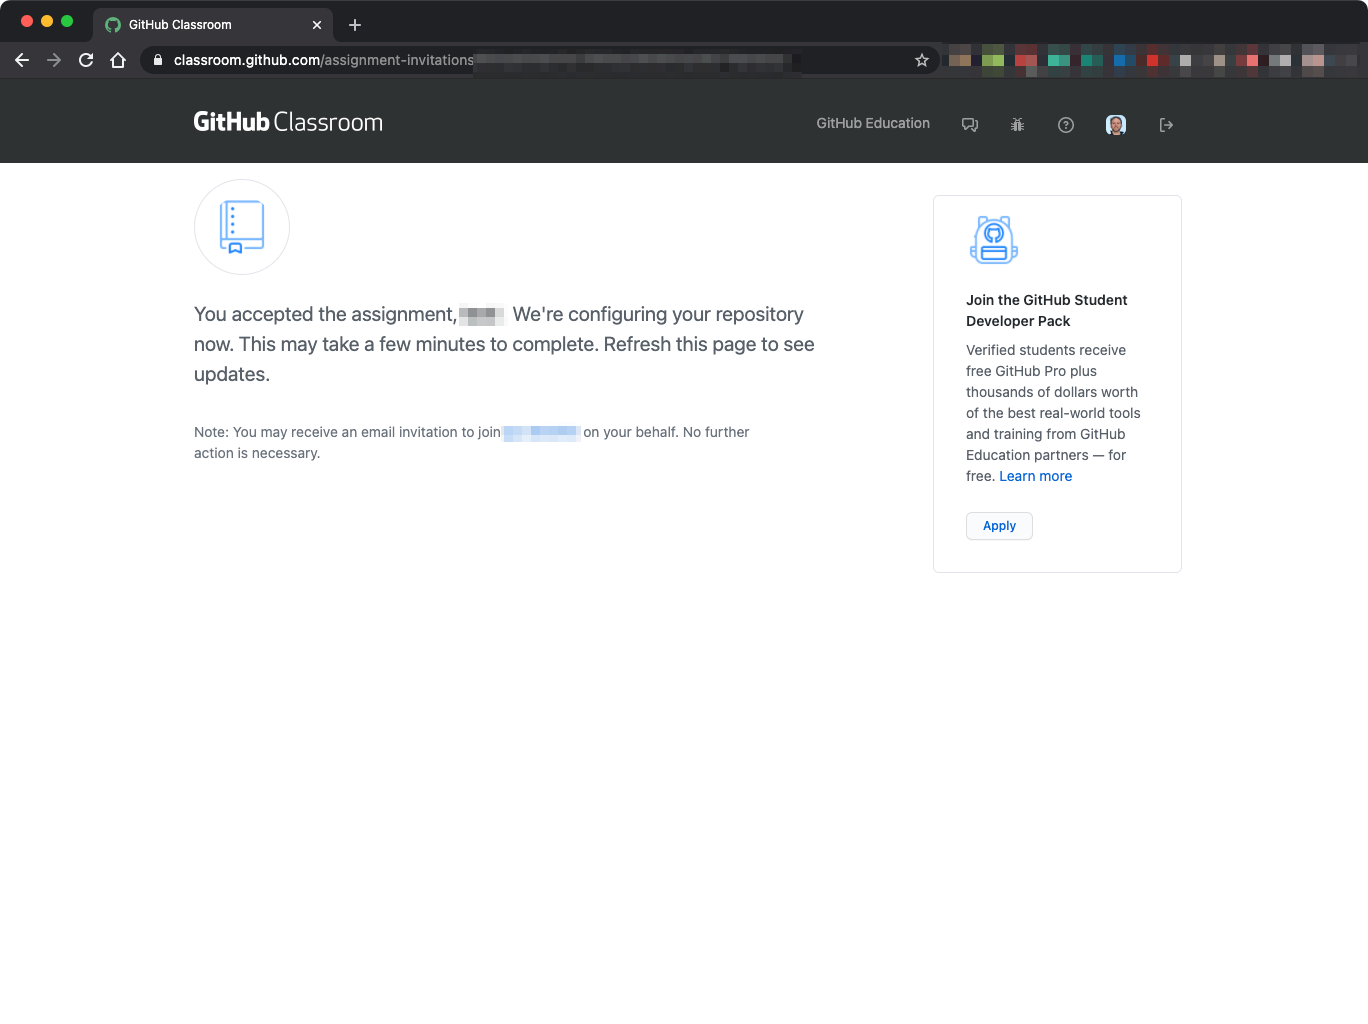 GitHub Classroom
classroom.github.com/assignment-invitations
GitHub Classroom
GitHub Education
You accepted the assignment, We're configuring your repository
now. This may take a few minutes to complete. Refresh this page to see
updates.
Note: You may receive an email invitation to join on your behalf. No further
action is necessary.
Join the GitHub Student
Developer Pack
Verified students receive
free GitHub Pro plus
thousands of dollars worth
of the best real-world tools
and training from GitHub
Education partners — for
free. Learn more
Apply